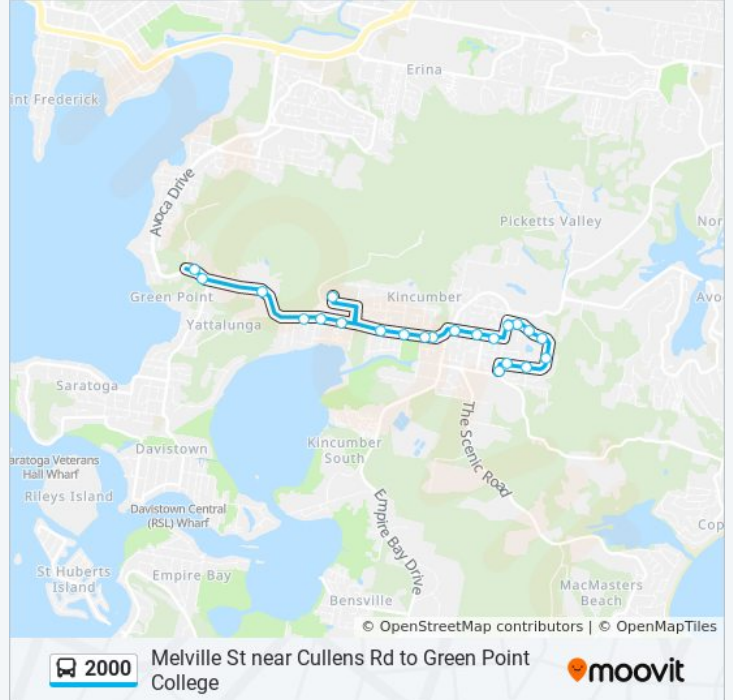 Erina
int Frederick
Avoca Drive
Picketts Valley
Nor
Green Point
Kincumber
Avo
Yattalunga
Saratoga
The Scenic Road
Davistown
Kincumber
South
aratoga Veterans
Hall Wharf
Rileys Island
Davistown Central
(RSL) Wharf
Empire Bay Drive
Cop
St Huberts
Island
Empire Bay
MacMasters
Beach
Bensville
© OpenStreetMap contributors | © OpenMapTiles
2000
Melville St near Cullens Rd to Green Point
College
moovit